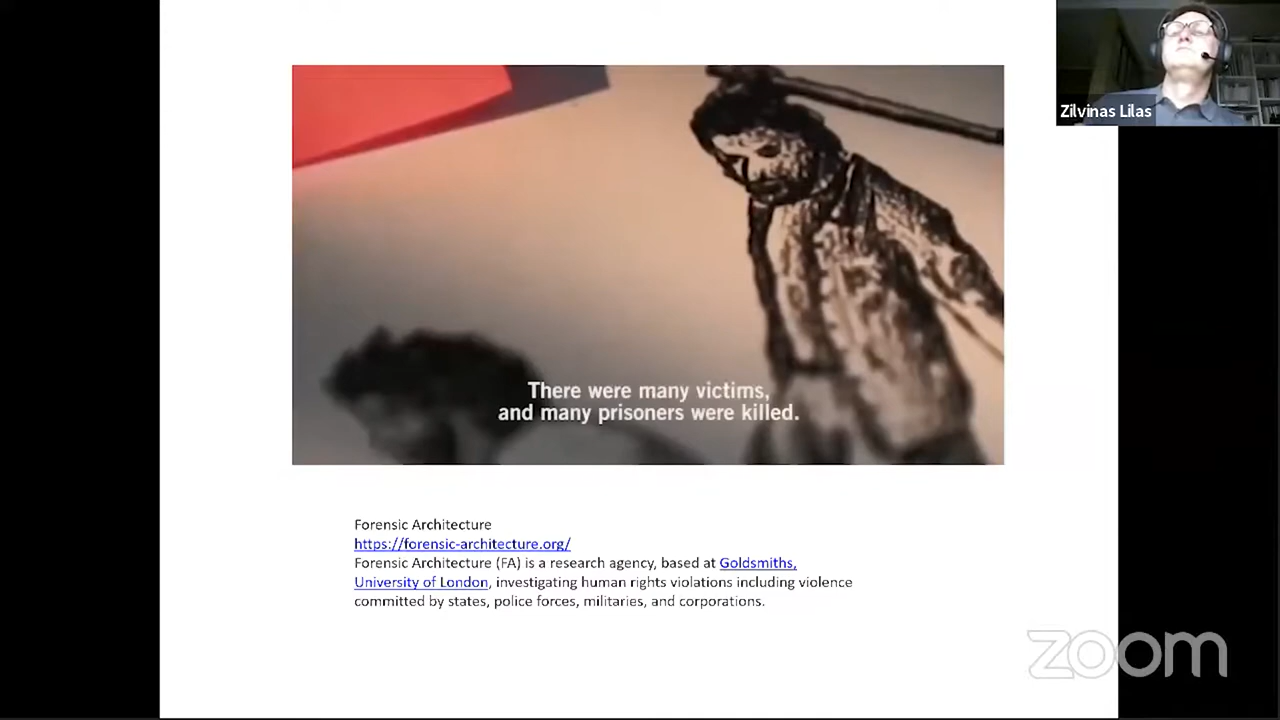 Zilvinas Lilas
There were many victims,
and many prisoners were killed.
Forensic Architecture
https://forensic-architecture.org/
Forensic Architecture (FA) is a research agency, based at Goldsmiths,
University of London, investigating human rights violations including violence
committed by states, police forces, militaries, and corporations.
zoom